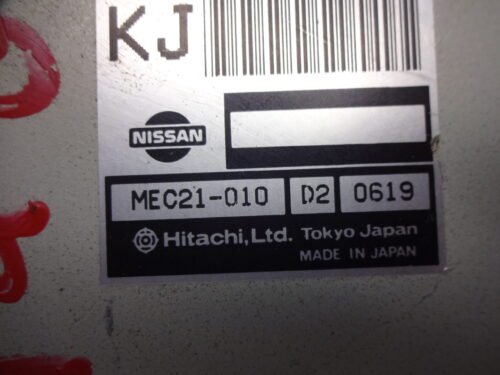 KJ
NISSAN
MEC21-010 D2 0619
Hitachi, Ltd. Tokyo Japan
MADE IN JAPAN